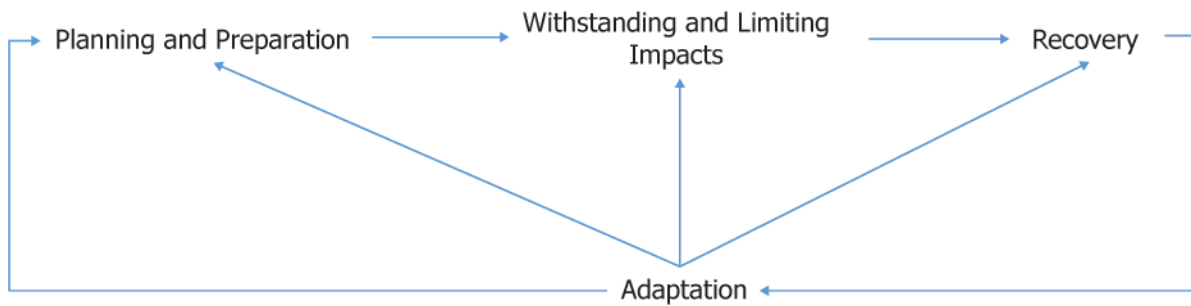 Planning and Preparation
Withstanding and Limiting
Impacts
Recovery
Adaptation